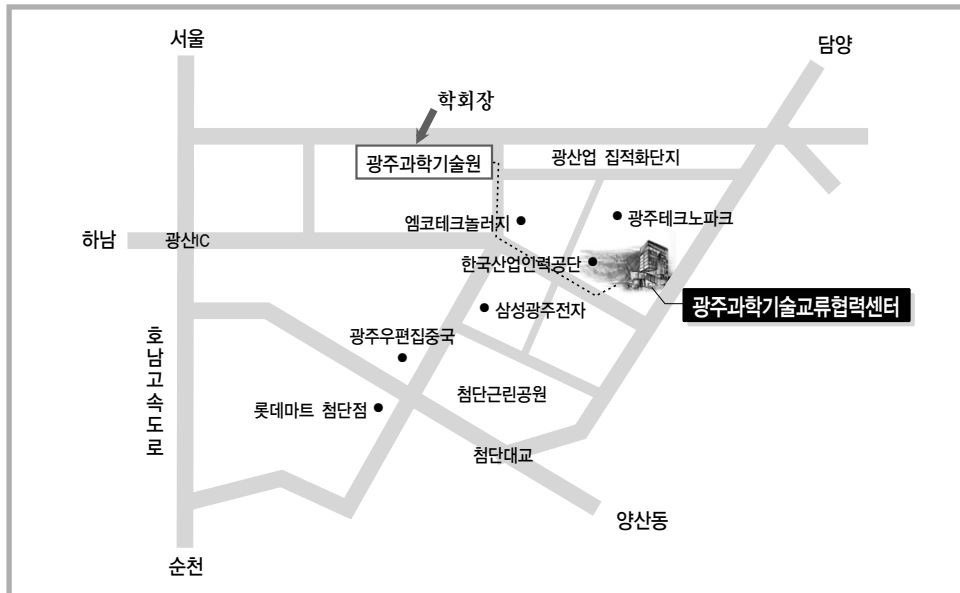 서울
담양
학회장
광주과학기술원
광산업 집적화단지
엠코테크놀러지
광주테크노파크
하남
광산IC
한국산업인력공단
광주과학기술교류협력센터
삼성광주전자
호남고속도로
광주우편집중국
첨단근린공원
롯데마트 첨단점
첨단대교
양산동
순천